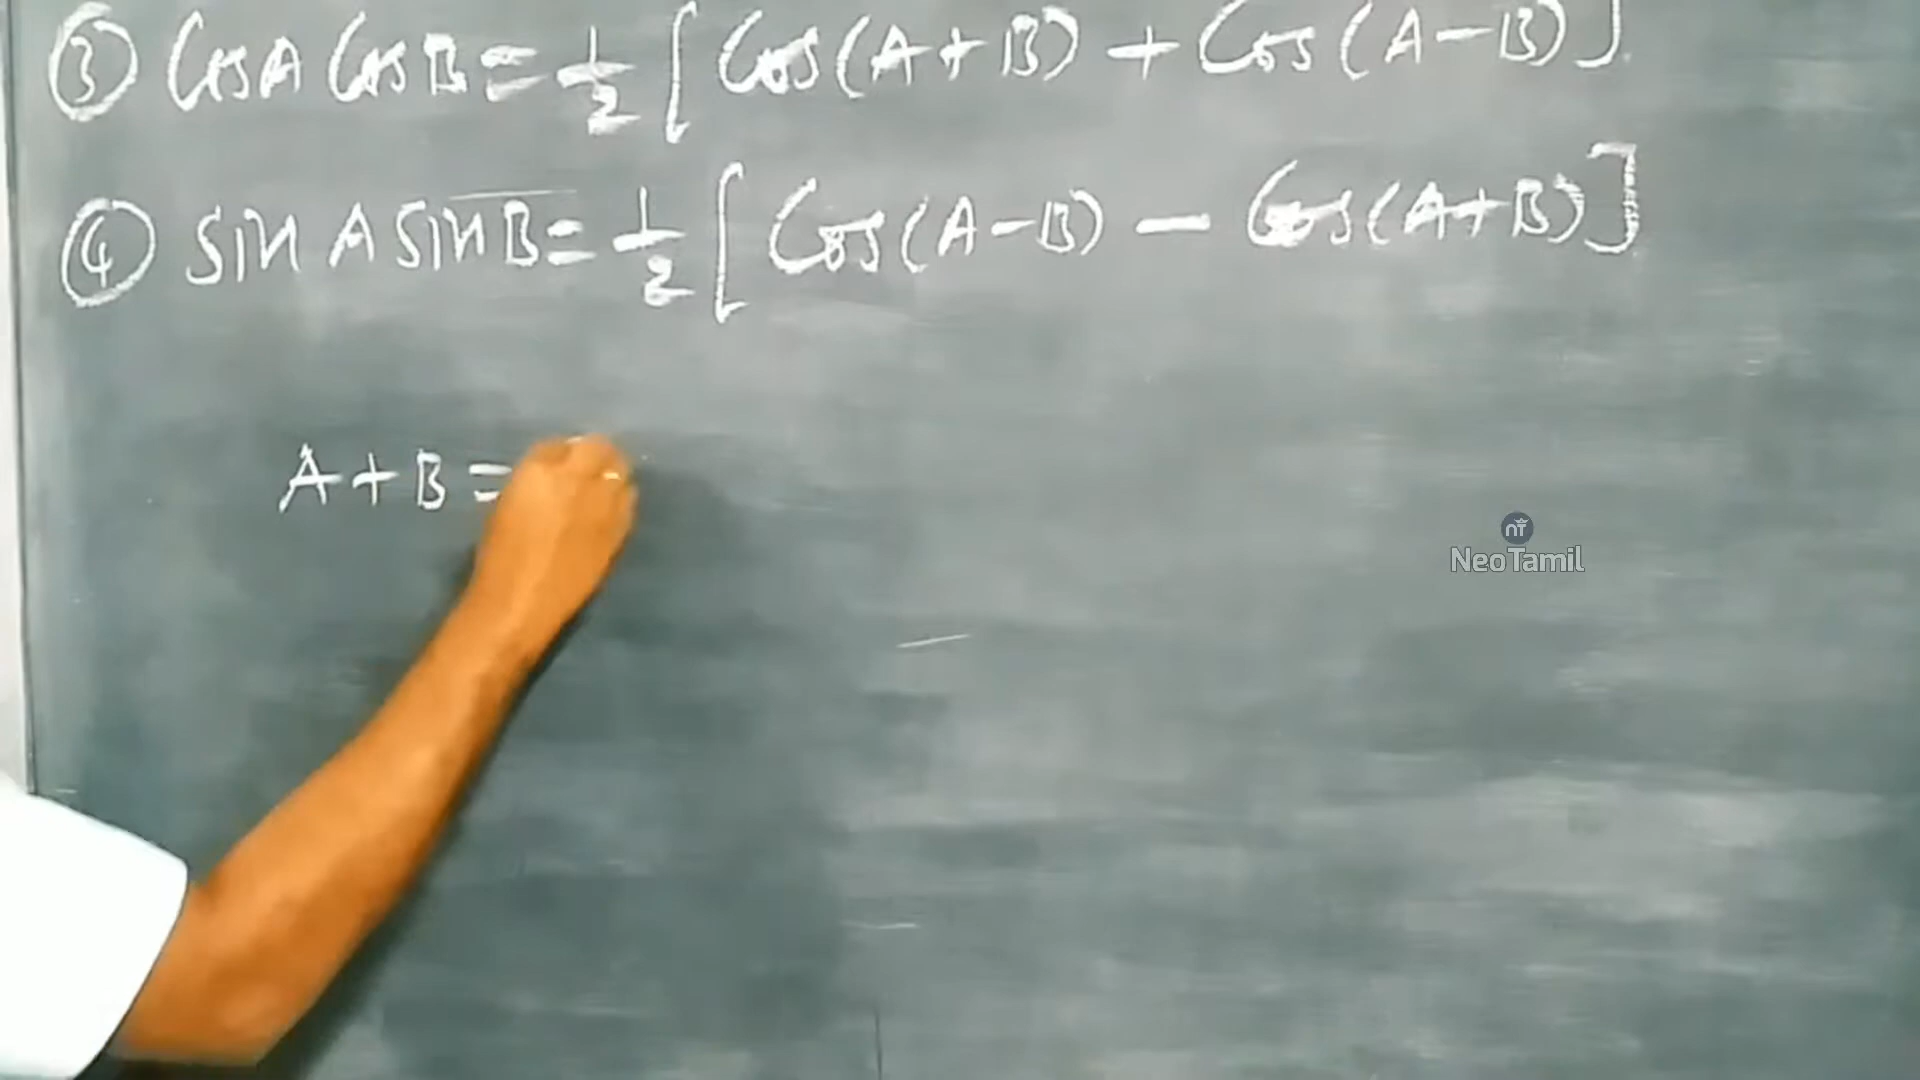 ③ Cos A Cos B = 1/2 [ Cos (A + B) + Cos (A - B) ]
④ Sin A Sin B = 1/2 [ Cos (A - B) - Cos (A + B) ]
A + B =
NeoTamil